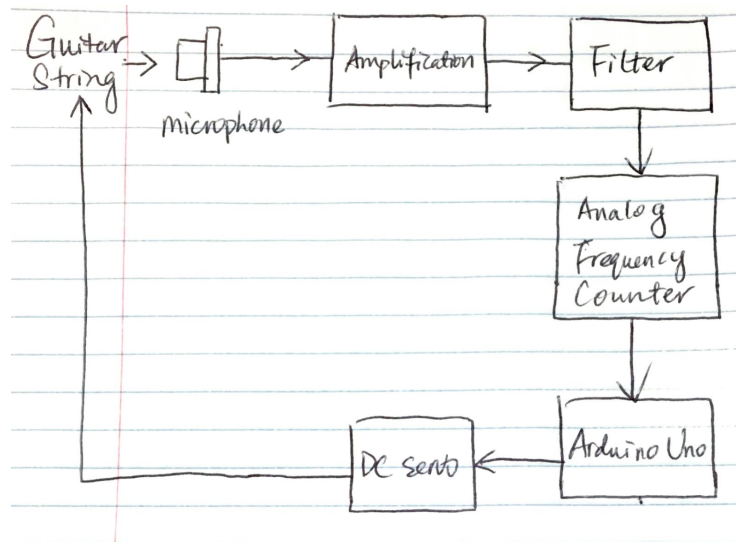 Guitar
String
microphone
Amplification
Filter
Analog
Frequency
Counter
Arduino Uno
DC servo